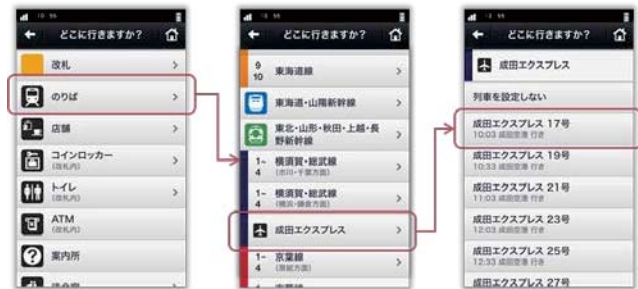 どこに行きますか?
改札
のりば
店舗
コインロッカー
(改札内)
トイレ
(改札内)
ATM
(改札内)
案内所
どこに行きますか?
9
10
東海道線
東海道・山陽新幹線
東北・山形・秋田・上越・長
野新幹線
1~
4
横須賀・総武線
(市川・千葉方面)
1~
4
横須賀・総武線
(横浜・鎌倉方面)
成田エクスプレス
1~
4
京葉線
どこに行きますか?
成田エクスプレス
列車を設定しない
成田エクスプレス 17号
10:03 成田空港 行き
成田エクスプレス 19号
10:33 成田空港 行き
成田エクスプレス 21号
11:03 成田空港 行き
成田エクスプレス 23号
12:03 成田空港 行き
成田エクスプレス 25号
12:33 成田空港 行き
成田エクスプレス 27号